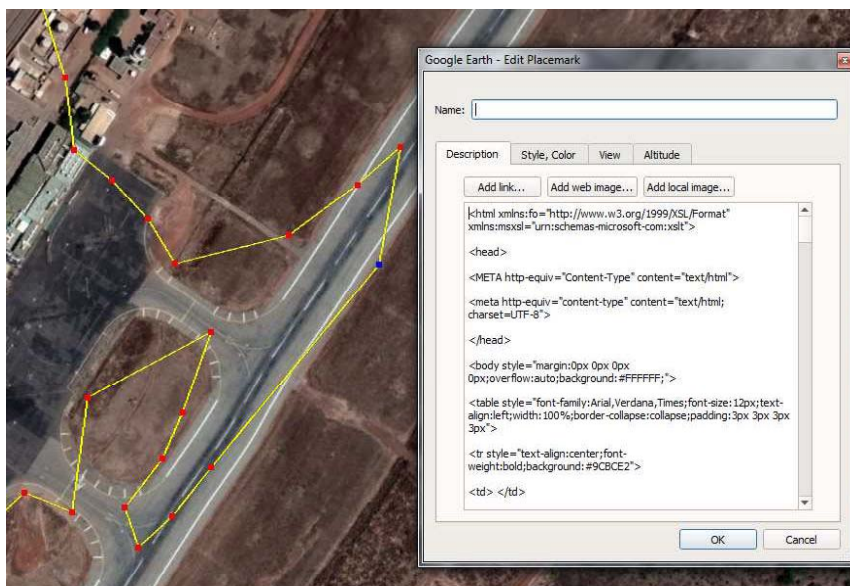 Google Earth - Edit Placemark
Name:
Description Style, Color View Altitude
Add link... Add web image... Add local image...
<html xmlns:fo="http://www.w3.org/1999/XSL/Format"
xmlns:msxsl="urn:schemas-microsoft-com:xslt">
<head>
<META http-equiv="Content-Type" content="text/html">
<meta http-equiv="content-type" content="text/html;
charset=UTF-8">
</head>
<body style="margin:0px 0px 0px
0px;overflow:auto;background:#FFFFFF;">
<table style="font-family:Arial,Verdana,Times;font-size:12px;text-
align:left;width:100%;border-collapse:collapse;padding:3px 3px 3px
3px">
<tr style="text-align:center;font-
weight:bold;background:#9CBCE2">
<td> </td>
OK Cancel